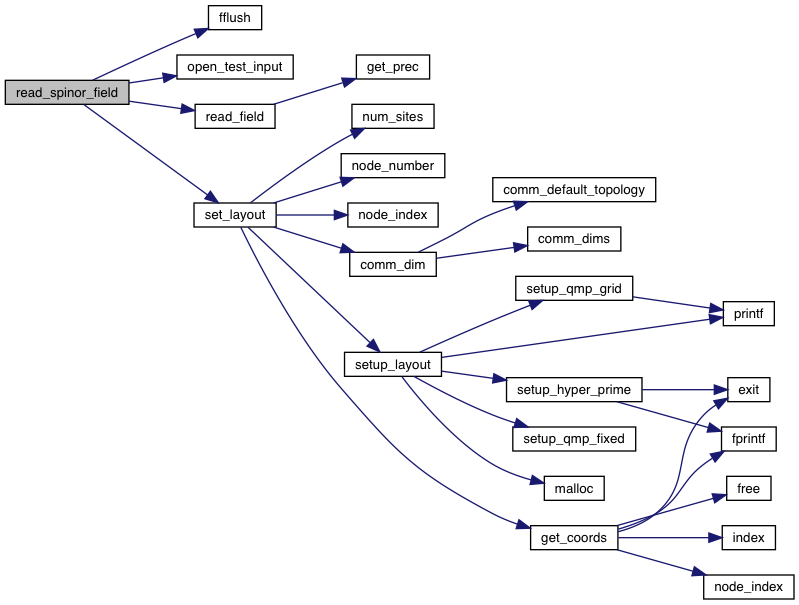 fflush
open_test_input
get_prec
read_spinor_field
read_field
num_sites
node_number
comm_default_topology
set_layout
node_index
comm_dims
comm_dim
setup_qmp_grid
printf
setup_layout
setup_hyper_prime
exit
setup_qmp_fixed
fprintf
malloc
free
get_coords
index
node_index